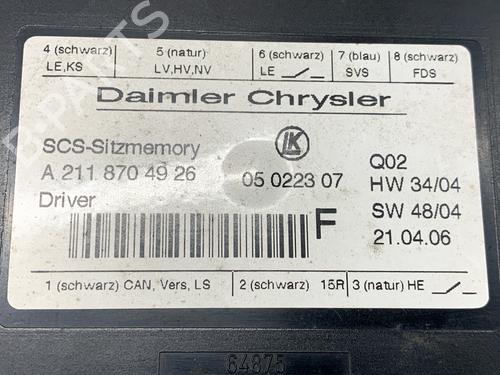 4 (schwarz) 5 (natur) 6 (schwarz) 7 (blau) 8 (schwarz)
LE,KS LV,HV,NV LE SVS FDS
Daimler Chrysler
SCS-Sitzmemory LK
A 211 870 49 26 05 0223 07 Q02
HW 34/04
Driver F SW 48/04
21.04.06
1 (schwarz) CAN, Vers, LS 2 (schwarz) 15R 3 (natur) HE
64875
B-PARTS